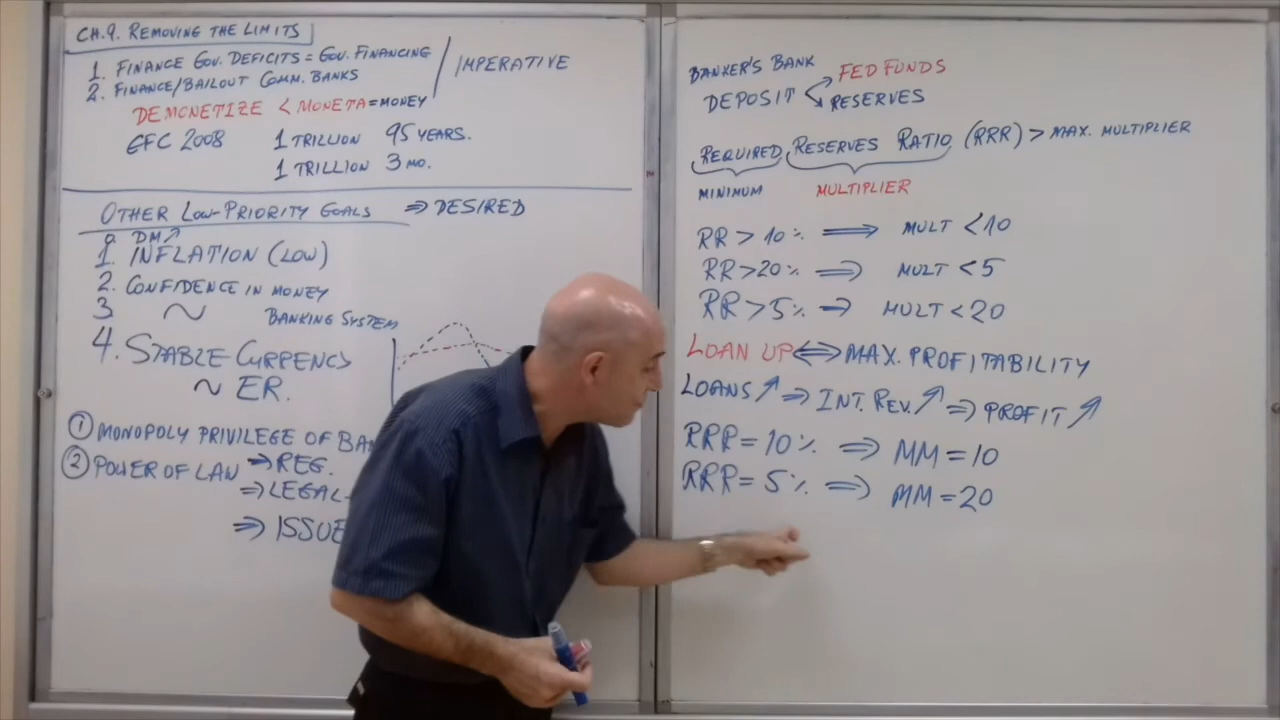 CH.9. REMOVING THE LIMITS
1. FINANCE GOV. DEFICITS = GOV. FINANCING
2. FINANCE/BAILOUT COMM. BANKS
IMPERATIVE
DEMONETIZE < MONETA = MONEY
GFC 2008 1 TRILLION 95 YEARS.
1 TRILLION 3 MO.
OTHER LOW-PRIORITY GOALS ⇒ DESIRED
0. DM↗
1. INFLATION (LOW)
2. CONFIDENCE IN MONEY
3 ~ BANKING SYSTEM
4. STABLE CURRENCY
~ ER.
① MONOPOLY PRIVILEGE OF
② POWER OF LAW ⇒ REG.
⇒ LEGAL
⇒ ISSUE
BANKER'S BANK
DEPOSIT FED FUNDS
RESERVES
REQUIRED RESERVES RATIO (RRR) > MAX. MULTIPLIER
MINIMUM MULTIPLIER
RR > 10% ⇒ MULT < 10
RR > 20% ⇒ MULT < 5
RR > 5% ⇒ MULT < 20
LOAN UP ⇔ MAX. PROFITABILITY
LOANS ↗ ⇒ INT. REV. ↗ ⇒ PROFIT ↗
RRR = 10% ⇒ MM = 10
RRR = 5% ⇒ MM = 20